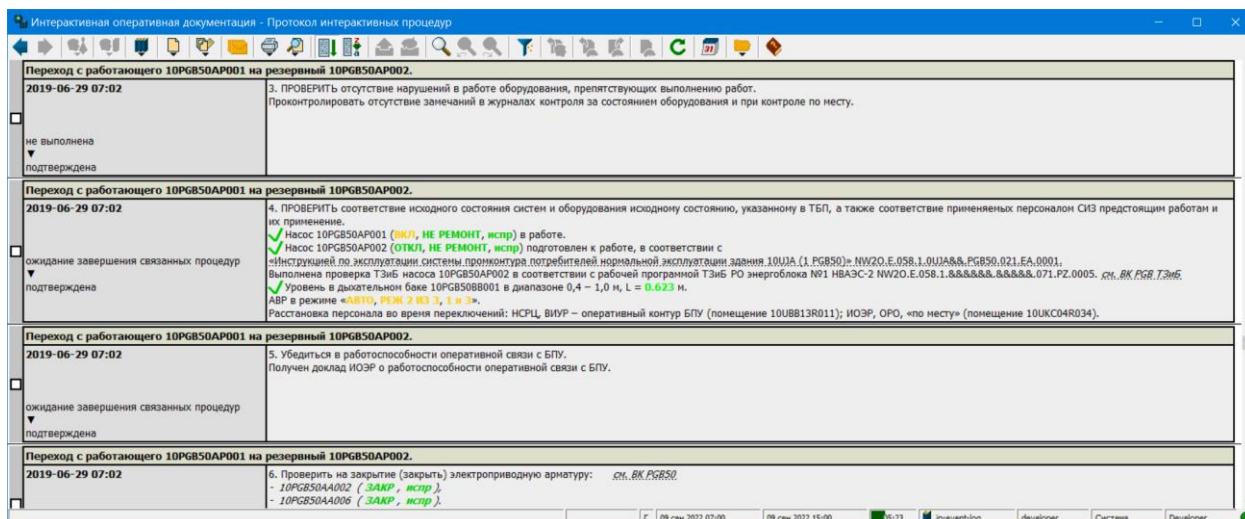 Интерактивная оперативная документация - Протокол интерактивных процедур
Переход с работающего 10PGB50AP001 на резервный 10PGB50AP002.
2019-06-29 07:02
не выполнена
подтверждена
3. ПРОВЕРИТЬ отсутствие нарушений в работе оборудования, препятствующих выполнению работ.
Проконтролировать отсутствие замечаний в журналах контроля за состоянием оборудования и при контроле по месту.
Переход с работающего 10PGB50AP001 на резервный 10PGB50AP002.
2019-06-29 07:02
ожидание завершения связанных процедур
подтверждена
4. ПРОВЕРИТЬ соответствие исходного состояния систем и оборудования исходному состоянию, указанному в ТБП, а также соответствие применяемых персоналом СИЗ предстоящим работам и
их применение.
Насос 10PGB50AP001 (ВКЛ, НЕ РЕМОНТ, испр) в работе.
Насос 10PGB50AP002 (ОТКЛ, НЕ РЕМОНТ, испр) подготовлен к работе, в соответствии с
«Инструкцией по эксплуатации системы промконтура потребителей нормальной эксплуатации здания 10UJA (1 PGB50)» NW2O.E.058.1.0UJA&&.PGB50.021.EA.0001.
Выполнена проверка ТЗиБ насоса 10PGB50AP002 в соответствии с рабочей программой ТЗиБ РО энергоблока №1 НВАЭС-2 NW2O.E.058.1.&&&&&&.&&&&&.071.PZ.0005. см. ВК PGB ТЗиБ
Уровень в дыхательном баке 10PGB50BB001 в диапазоне 0,4 – 1,0 м, L = 0.623 м.
АВР в режиме «АВТО, РЕЖ 2 ИЗ 3, 1 и 3».
Расстановка персонала во время переключений: НСРЦ, ВИУР – оперативный контур БПУ (помещение 10UBB13R011); ИОЭР, ОРО, «по месту» (помещение 10UKC04R034).
Переход с работающего 10PGB50AP001 на резервный 10PGB50AP002.
2019-06-29 07:02
ожидание завершения связанных процедур
подтверждена
5. Убедиться в работоспособности оперативной связи с БПУ.
Получен доклад ИОЭР о работоспособности оперативной связи с БПУ.
Переход с работающего 10PGB50AP001 на резервный 10PGB50AP002.
2019-06-29 07:02
6. Проверить на закрытие (закрыть) электроприводную арматуру: см. ВК PGB50
- 10PGB50AA002 ( ЗАКР , испр ),
- 10PGB50AA006 ( ЗАКР , испр ).
09 сен 2022 07:00 09 сен 2022 15:00 05:23 developer Система Developer